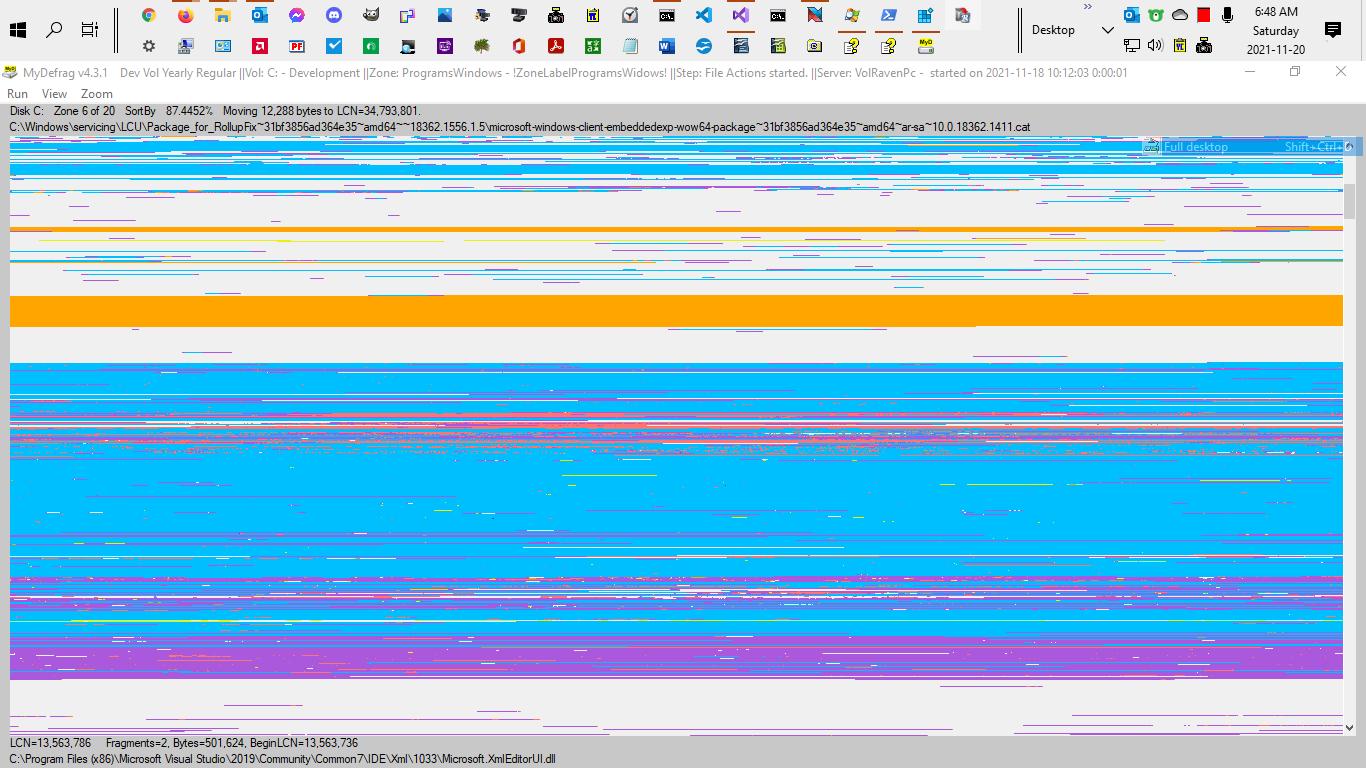 6:48 AM
Desktop
Saturday
2021-11-20
MyDefrag v4.3.1 Dev Vol Yearly Regular ||Vol: C: - Development ||Zone: ProgramsWindows - !ZoneLabelProgramsWidows! ||Step: File Actions started. ||Server: VolRavenPc - started on 2021-11-18 10:12:03 0:00:01
Run View Zoom
Disk C: Zone 6 of 20 SortBy 87.4452% Moving 12,288 bytes to LCN=34,793,801.
C:\Windows\servicing\LCU\Package_for_RollupFix~31bf3856ad364e35~amd64~~18362.1556.1.5\microsoft-windows-client-embeddedexp-wow64-package~31bf3856ad364e35~amd64~ar-sa~10.0.18362.1411.cat
Full desktop Shift+Ctrl+D
LCN=13,563,786 Fragments=2, Bytes=501,624, BeginLCN=13,563,736
C:\Program Files (x86)\Microsoft Visual Studio\2019\Community\Common7\IDE\Xml\1033\Microsoft.XmlEditorUI.dll